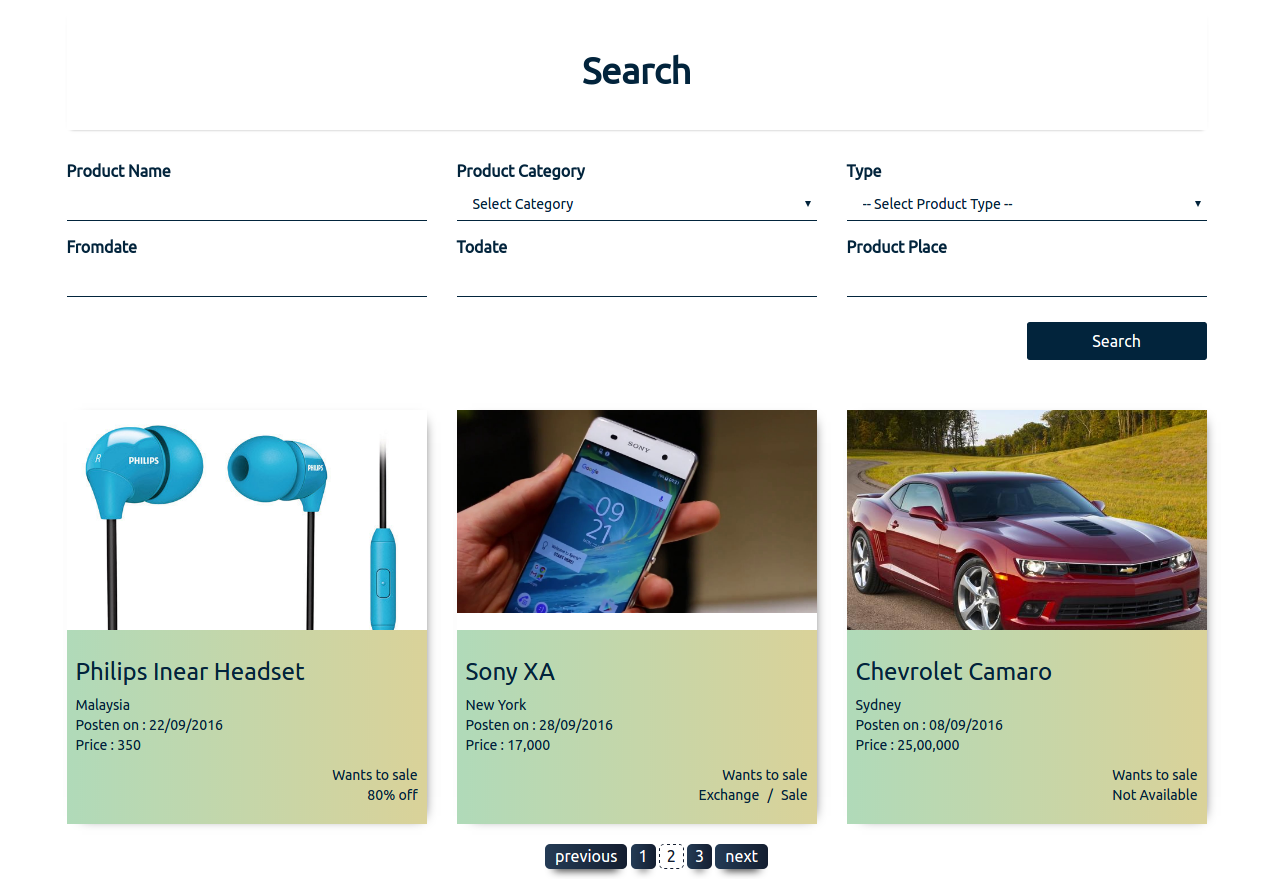 Search
Product Name
Product Category
Type
Select Category
-- Select Product Type --
Fromdate
Todate
Product Place
Search
R
PHILIPS
PHILIPS
SONY
Google
09
21
Philips Inear Headset
Malaysia
Posten on : 22/09/2016
Price : 350
Wants to sale
80% off
Sony XA
New York
Posten on : 28/09/2016
Price : 17,000
Wants to sale
Exchange / Sale
Chevrolet Camaro
Sydney
Posten on : 08/09/2016
Price : 25,00,000
Wants to sale
Not Available
previous 1 2 3 next